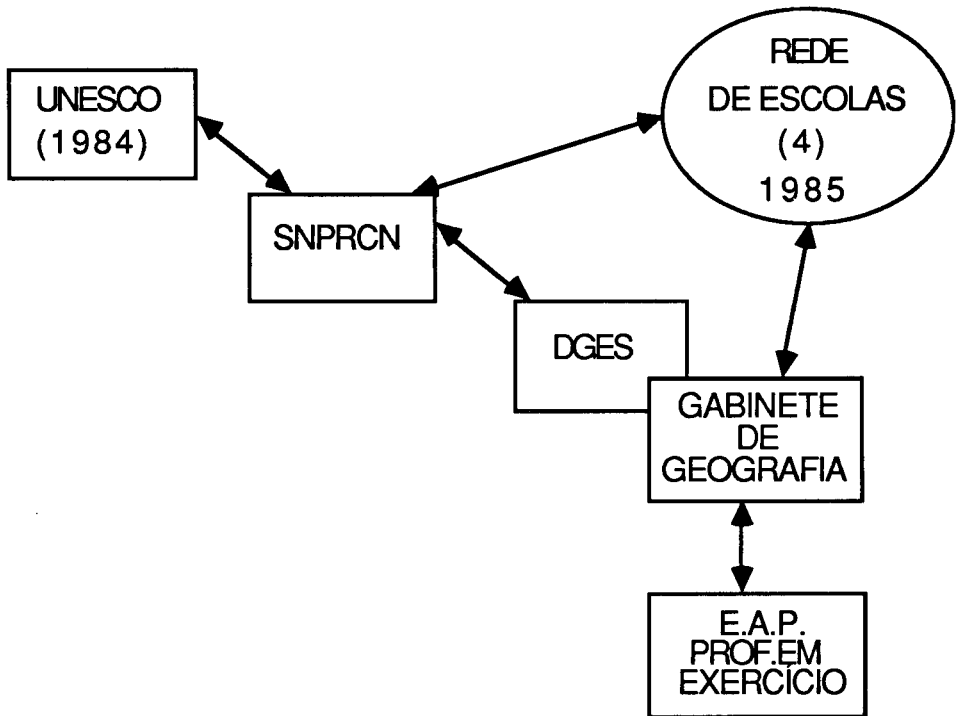 UNESCO
(1984)
REDE
DE ESCOLAS
(4)
1985
SNPRCN
DGES
GABINETE
DE
GEOGRAFIA
E.A.P.
PROF.EM
EXERCÍCIO